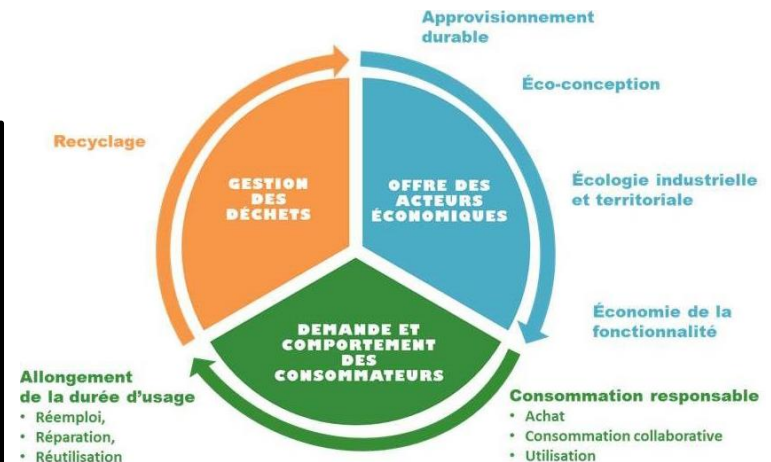 Approvisionnement
durable
Éco-conception
Écologie industrielle
et territoriale
Économie de la
fonctionnalité
OFFRE DES
ACTEURS
ÉCONOMIQUES
Consommation responsable
• Achat
• Consommation collaborative
• Utilisation
DEMANDE ET
COMPORTEMENT
DES
CONSOMMATEURS
Allongement
de la durée d'usage
• Réemploi,
• Réparation,
• Réutilisation
Recyclage
GESTION
DES
DÉCHETS